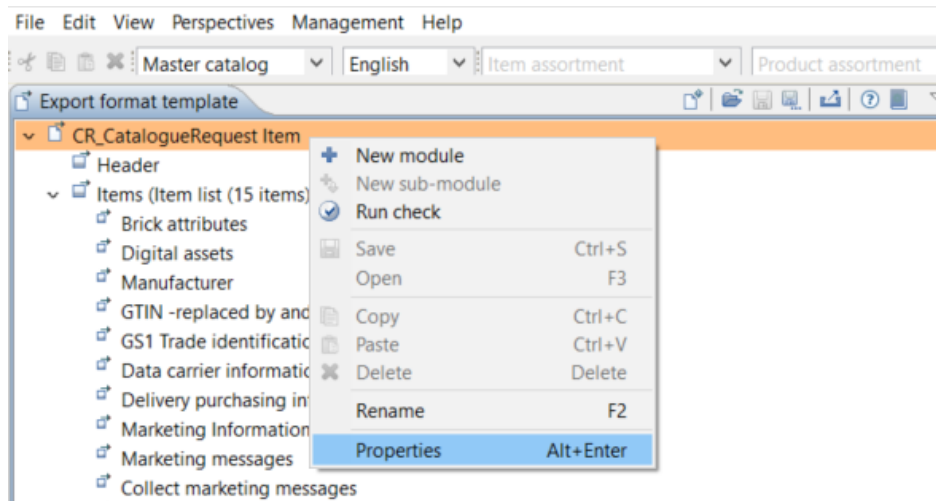 File Edit View Perspectives Management Help
Master catalog English Item assortment Product assortment
Export format template
CR_CatalogueRequest Item
Header
Items (Item list (15 items)
Brick attributes
Digital assets
Manufacturer
GTIN -replaced by and
GS1 Trade identificatio
Data carrier informatio
Delivery purchasing in
Marketing Information
Marketing messages
Collect marketing messages
New module
New sub-module
Run check
Save Ctrl+S
Open F3
Copy Ctrl+C
Paste Ctrl+V
Delete Delete
Rename F2
Properties Alt+Enter